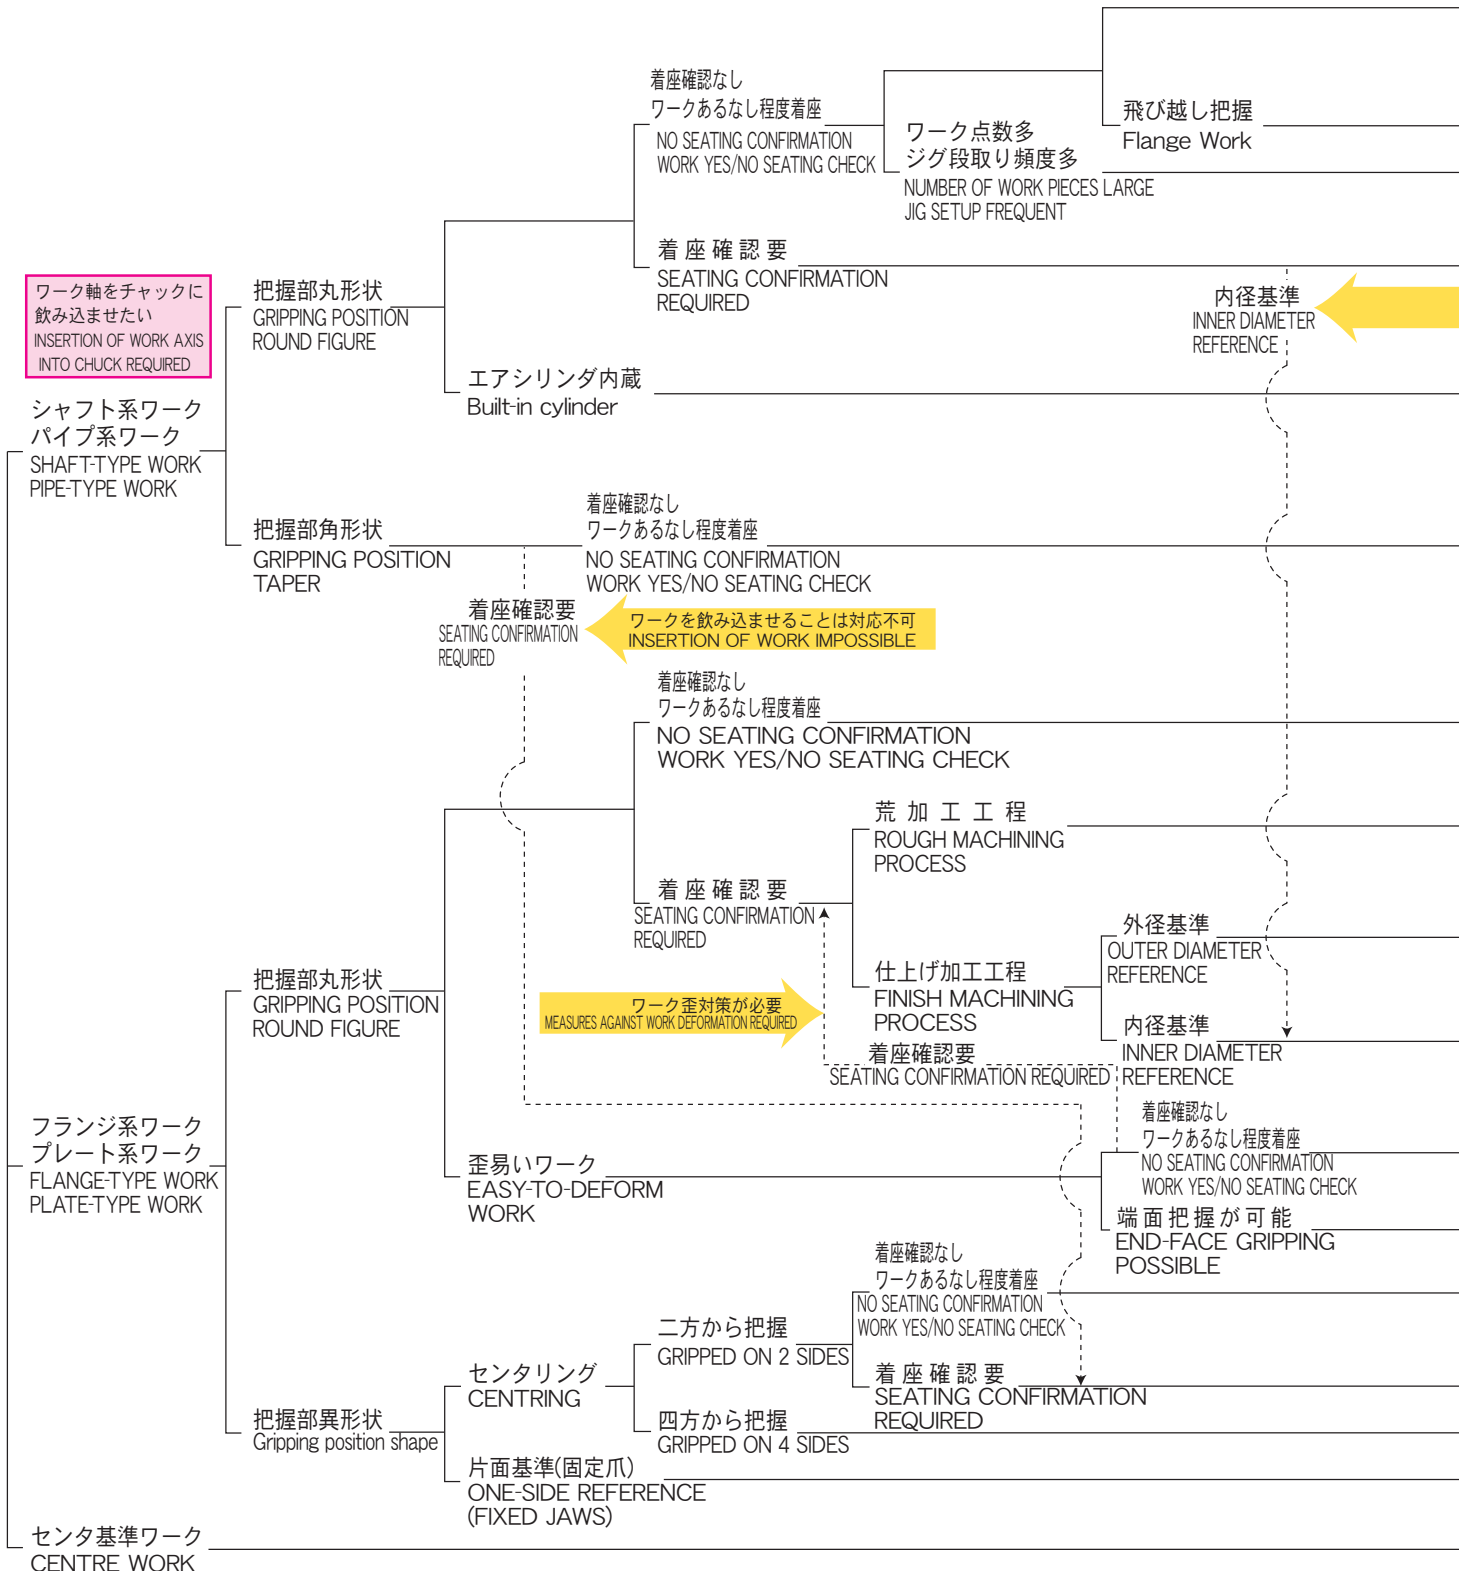 着座確認なし
ワークあるなし程度着座
NO SEATING CONFIRMATION
WORK YES/NO SEATING CHECK
ワーク点数多
ジグ段取り頻度多
NUMBER OF WORK PIECES LARGE
JIG SETUP FREQUENT
飛び越し把握
Flange Work
着座確認要
SEATING CONFIRMATION
REQUIRED
内径基準
INNER DIAMETER
REFERENCE
ワーク軸をチャックに
飲み込ませたい
INSERTION OF WORK AXIS
INTO CHUCK REQUIRED
把握部丸形状
GRIPPING POSITION
ROUND FIGURE
エアシリンダ内蔵
Built-in cylinder
シャフト系ワーク
パイプ系ワーク
SHAFT-TYPE WORK
PIPE-TYPE WORK
把握部角形状
GRIPPING POSITION
TAPER
着座確認なし
ワークあるなし程度着座
NO SEATING CONFIRMATION
WORK YES/NO SEATING CHECK
着座確認要
SEATING CONFIRMATION
REQUIRED
ワークを飲み込ませることは対応不可
INSERTION OF WORK IMPOSSIBLE
着座確認なし
ワークあるなし程度着座
NO SEATING CONFIRMATION
WORK YES/NO SEATING CHECK
荒加工工程
ROUGH MACHINING
PROCESS
着座確認要
SEATING CONFIRMATION
REQUIRED
外径基準
OUTER DIAMETER
REFERENCE
仕上げ加工工程
FINISH MACHINING
PROCESS
内径基準
INNER DIAMETER
REFERENCE
把握部丸形状
GRIPPING POSITION
ROUND FIGURE
ワーク歪対策が必要
MEASURES AGAINST WORK DEFORMATION REQUIRED
着座確認要
SEATING CONFIRMATION REQUIRED
フランジ系ワーク
プレート系ワーク
FLANGE-TYPE WORK
PLATE-TYPE WORK
歪易いワーク
EASY-TO-DEFORM
WORK
着座確認なし
ワークあるなし程度着座
NO SEATING CONFIRMATION
WORK YES/NO SEATING CHECK
端面把握が可能
END-FACE GRIPPING
POSSIBLE
着座確認なし
ワークあるなし程度着座
NO SEATING CONFIRMATION
WORK YES/NO SEATING CHECK
二方から把握
GRIPPED ON 2 SIDES
着座確認要
SEATING CONFIRMATION
REQUIRED
センタリング
CENTRING
四方から把握
GRIPPED ON 4 SIDES
把握部異形状
Gripping position shape
片面基準(固定爪)
ONE-SIDE REFERENCE
(FIXED JAWS)
センタ基準ワーク
CENTRE WORK